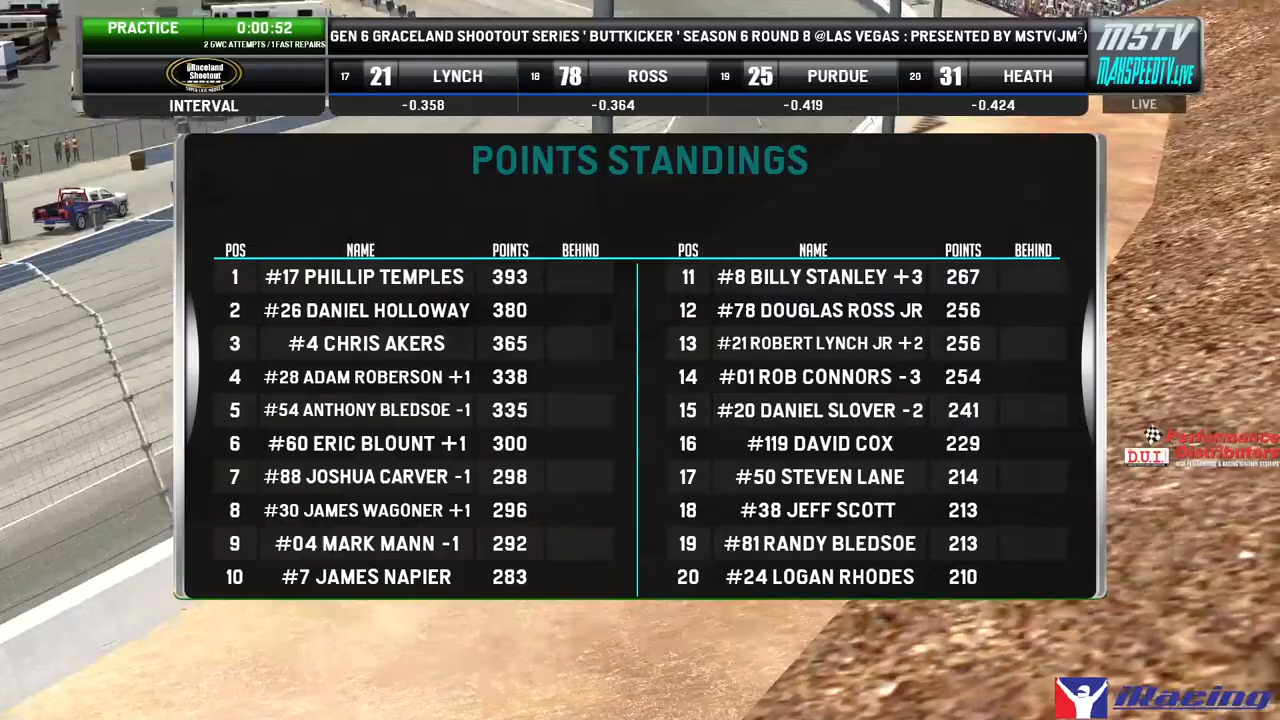 PRACTICE
0:00:52
2 GWC ATTEMPTS / 1 FAST REPAIRS
GEN 6 GRACELAND SHOOTOUT SERIES ' BUTTKICKER ' SEASON 6 ROUND 8 @LAS VEGAS : PRESENTED BY MSTV(JM²)
MSTV
MAXSPEEDTV.LIVE
Graceland
Shootout
SUPER LATE MODELS
17 21 LYNCH 18 78 ROSS 19 25 PURDUE 20 31 HEATH
INTERVAL -0.358 -0.364 -0.419 -0.424 LIVE
POINTS STANDINGS
POS NAME POINTS BEHIND
1 #17 PHILLIP TEMPLES 393
2 #26 DANIEL HOLLOWAY 380
3 #4 CHRIS AKERS 365
4 #28 ADAM ROBERSON +1 338
5 #54 ANTHONY BLEDSOE -1 335
6 #60 ERIC BLOUNT +1 300
7 #88 JOSHUA CARVER -1 298
8 #30 JAMES WAGONER +1 296
9 #04 MARK MANN -1 292
10 #7 JAMES NAPIER 283
POS NAME POINTS BEHIND
11 #8 BILLY STANLEY +3 267
12 #78 DOUGLAS ROSS JR 256
13 #21 ROBERT LYNCH JR +2 256
14 #01 ROB CONNORS -3 254
15 #20 DANIEL SLOVER -2 241
16 #119 DAVID COX 229
17 #50 STEVEN LANE 214
18 #38 JEFF SCOTT 213
19 #81 RANDY BLEDSOE 213
20 #24 LOGAN RHODES 210
Performance
D.U.I. Distributors
iRacing